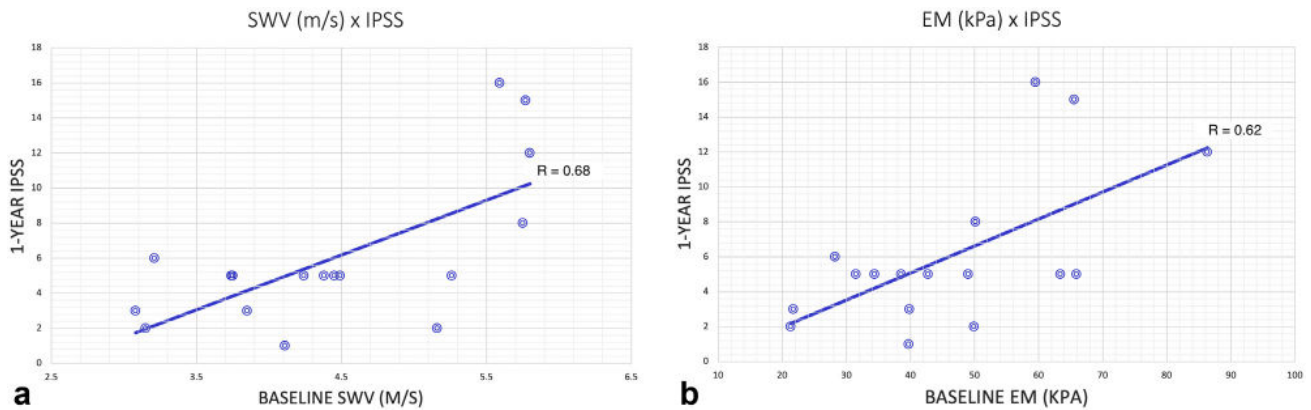 SWV (m/s) x IPSS
18
16
14
12
10
8
6
4
2
0
1-YEAR IPSS
R = 0.68
2.5 3.5 4.5 5.5 6.5
BASELINE SWV (M/S)
a
EM (kPa) x IPSS
18
16
14
12
10
8
6
4
2
0
1-YEAR IPSS
R = 0.62
10 20 30 40 50 60 70 80 90 100
BASELINE EM (KPA)
b